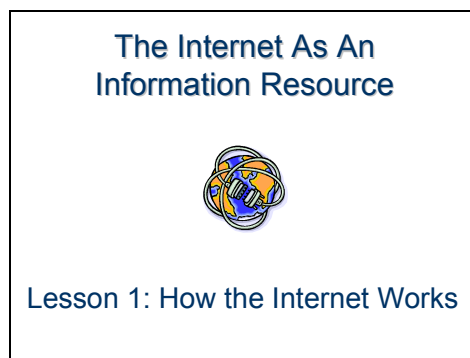 The Internet As An
Information Resource
Lesson 1: How the Internet Works